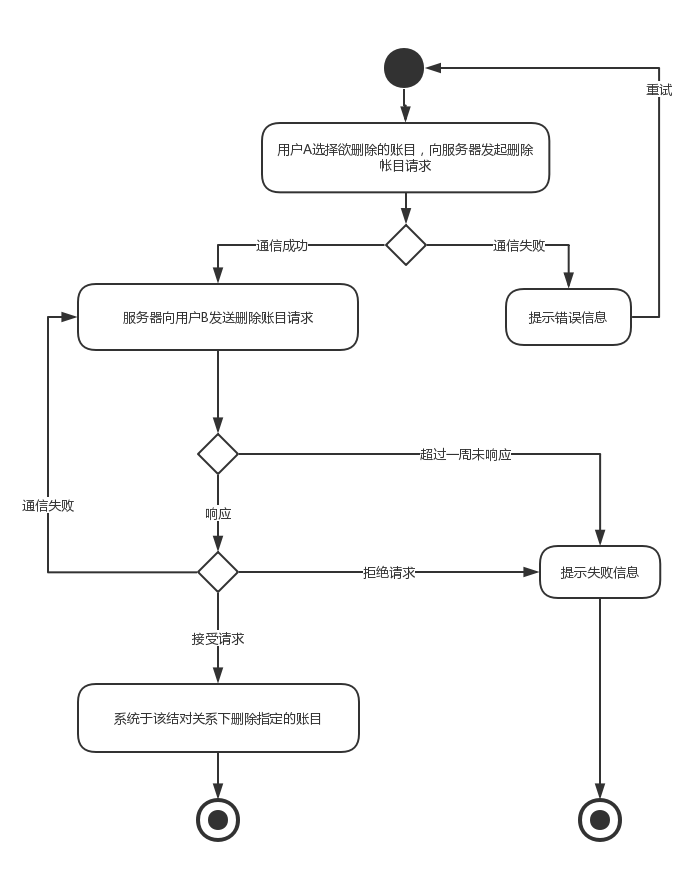 重试
用户A选择欲删除的账目，向服务器发起删除
帐目请求
通信成功
通信失败
服务器向用户B发送删除账目请求
提示错误信息
超过一周未响应
通信失败
响应
拒绝请求
提示失败信息
接受请求
系统于该结对关系下删除指定的账目